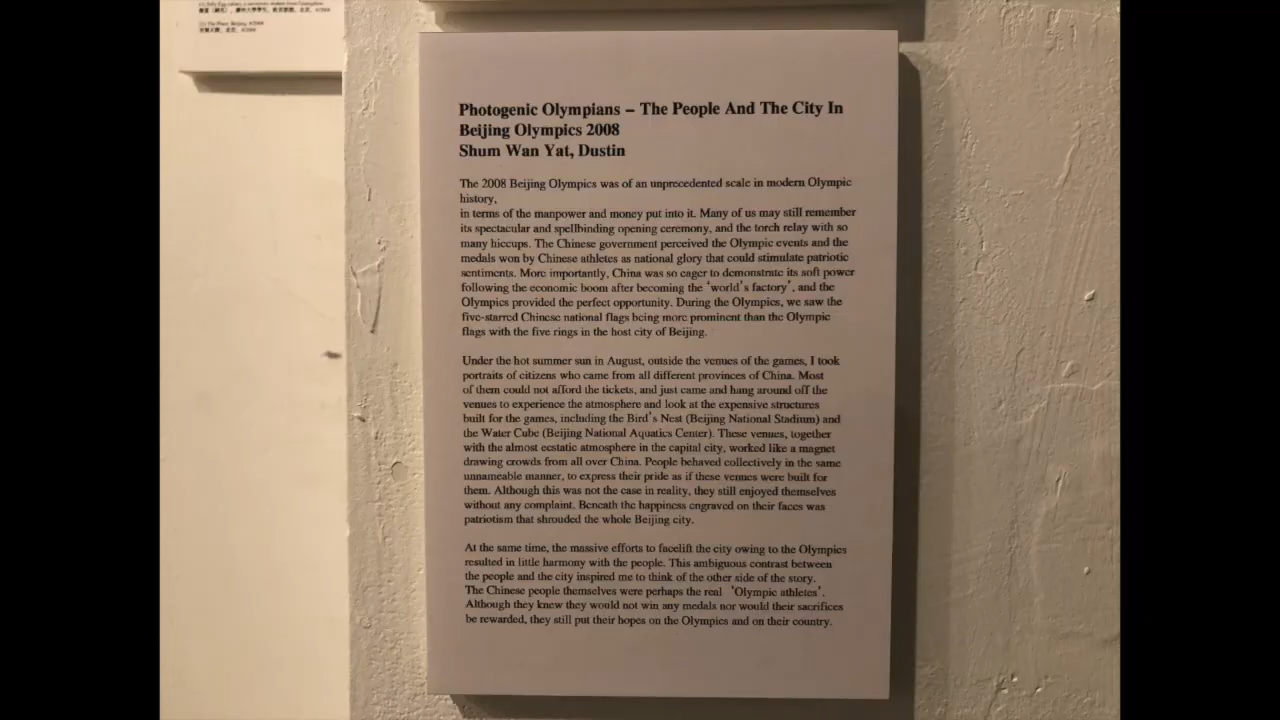 Photogenic Olympians – The People And The City In
Beijing Olympics 2008
Shum Wan Yat, Dustin
The 2008 Beijing Olympics was of an unprecedented scale in modern Olympic
history,
in terms of the manpower and money put into it. Many of us may still remember
its spectacular and spellbinding opening ceremony, and the torch relay with so
many hiccups. The Chinese government perceived the Olympic events and the
medals won by Chinese athletes as national glory that could stimulate patriotic
sentiments. More importantly, China was so eager to demonstrate its soft power
following the economic boom after becoming the ‘world’s factory’, and the
Olympics provided the perfect opportunity. During the Olympics, we saw the
five-starred Chinese national flags being more prominent than the Olympic
flags with the five rings in the host city of Beijing.
Under the hot summer sun in August, outside the venues of the games, I took
portraits of citizens who came from all different provinces of China. Most
of them could not afford the tickets, and just came and hang around off the
venues to experience the atmosphere and look at the expensive structures
built for the games, including the Bird’s Nest (Beijing National Stadium) and
the Water Cube (Beijing National Aquatics Center). These venues, together
with the almost ecstatic atmosphere in the capital city, worked like a magnet
drawing crowds from all over China. People behaved collectively in the same
unnameable manner, to express their pride as if these venues were built for
them. Although this was not the case in reality, they still enjoyed themselves
without any complaint. Beneath the happiness engraved on their faces was
patriotism that shrouded the whole Beijing city.
At the same time, the massive efforts to facelift the city owing to the Olympics
resulted in little harmony with the people. This ambiguous contrast between
the people and the city inspired me to think of the other side of the story.
The Chinese people themselves were perhaps the real ‘Olympic athletes’.
Although they knew they would not win any medals nor would their sacrifices
be rewarded, they still put their hopes on the Olympics and on their country.